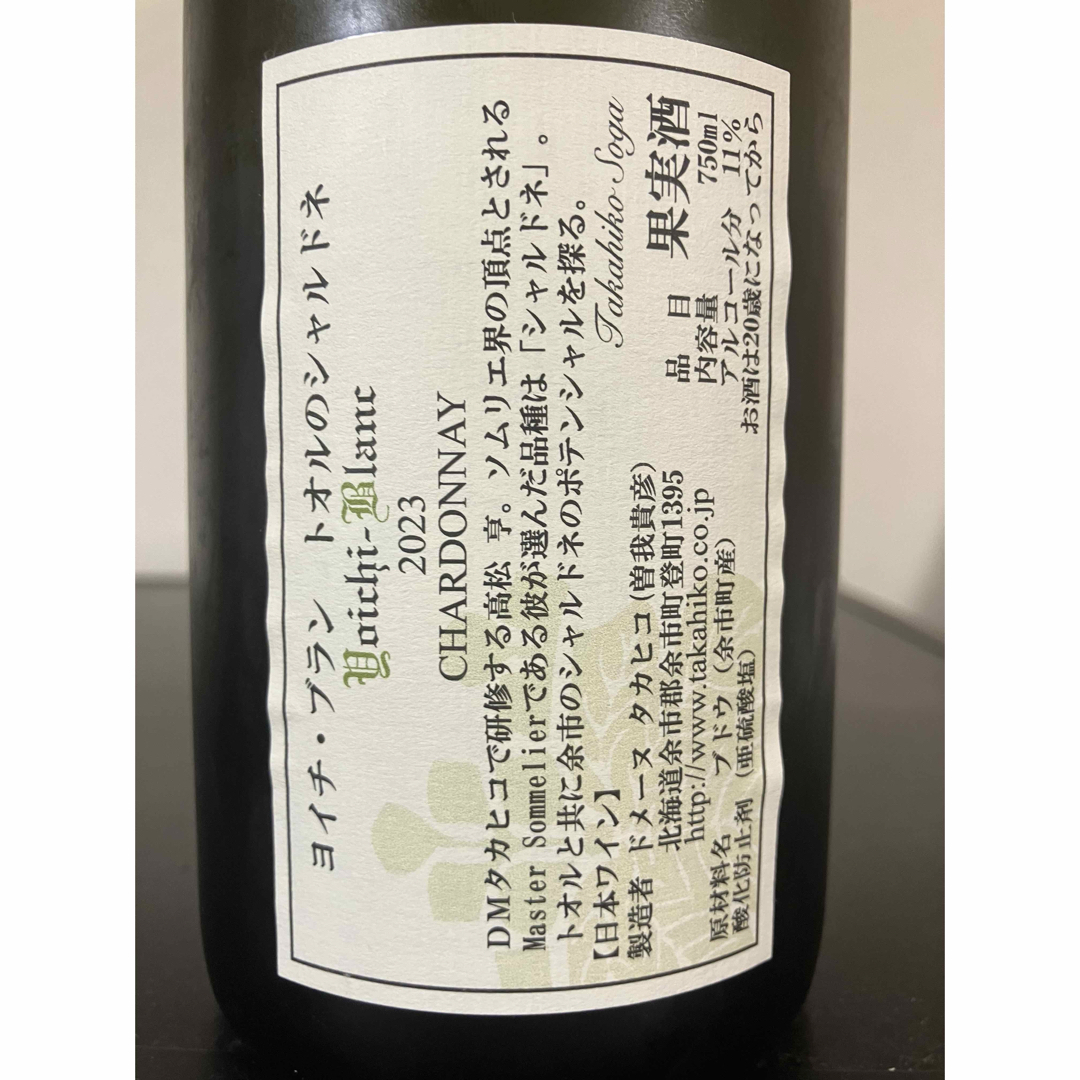 ヨイチ・ブラン　トオルのシャルドネ
Yoichi-Blanc
2023
CHARDONNAY
DMタカヒコで研修する高松 亨。ソムリエ界の頂点とされる
Master Sommelierである彼が選んだ品種は「シャルドネ」。
トオルと共に余市のシャルドネのポテンシャルを探る。
Takahiko Soga
【日本ワイン】
製造者 ドメーヌ タカヒコ(曽我貴彦)
北海道余市郡余市町登町1395
http://www.takahiko.co.jp
原材料名 ブドウ（余市町産）
酸化防止剤（亜硫酸塩）
品目 果実酒
内容量 750ml
アルコール分 11%
お酒は20歳になってから